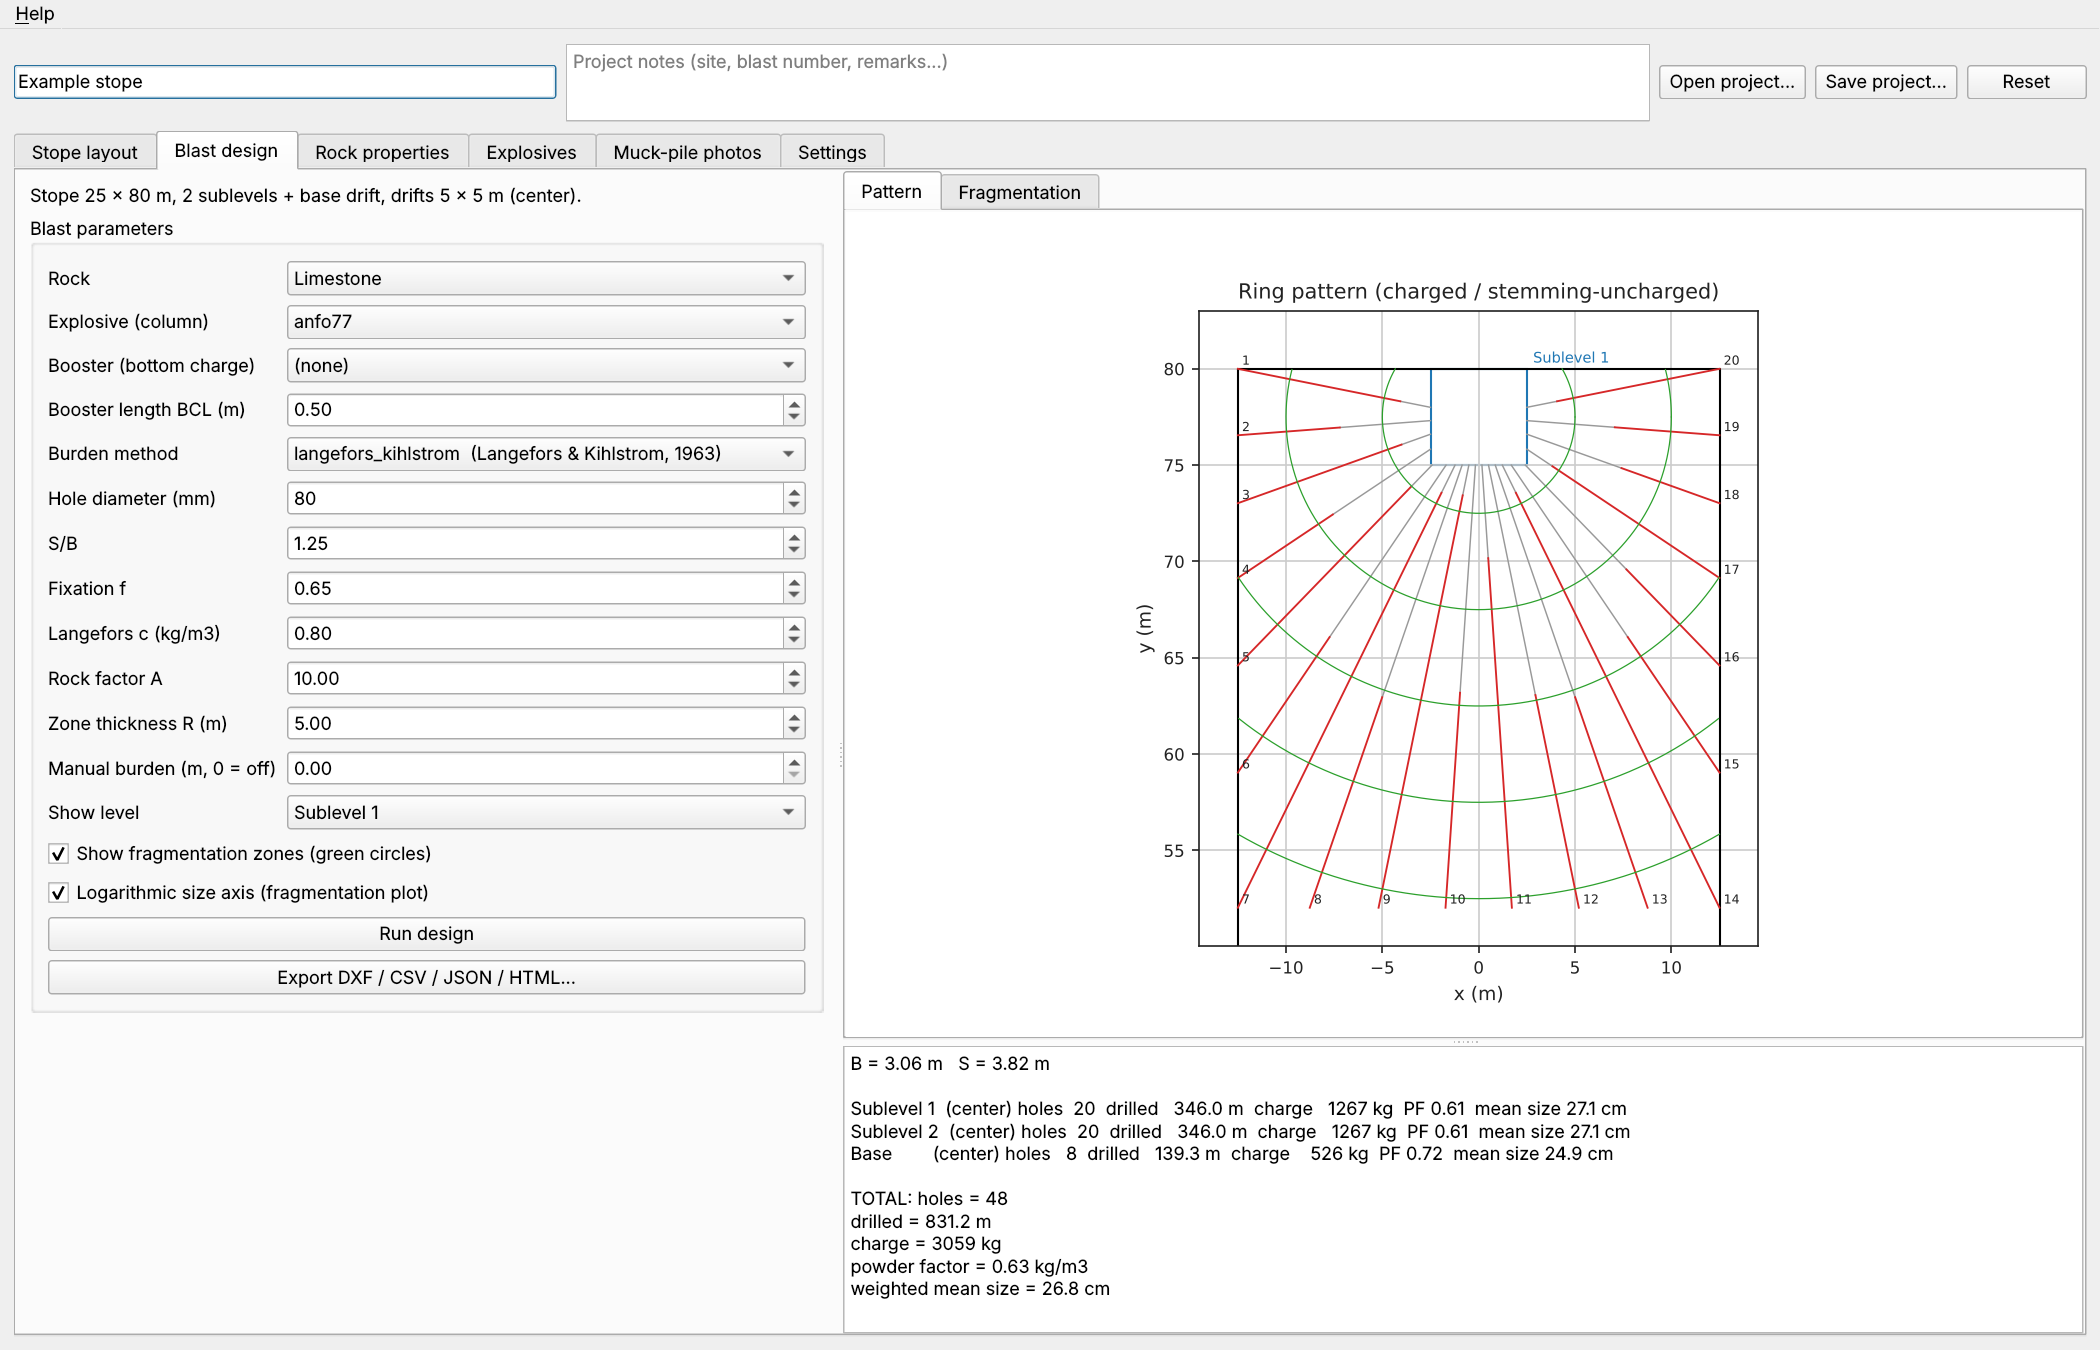 Help
Example stope
Project notes (site, blast number, remarks...)
Open project...
Save project...
Reset
Stope layout
Blast design
Rock properties
Explosives
Muck-pile photos
Settings
Stope 25 × 80 m, 2 sublevels + base drift, drifts 5 × 5 m (center).
Blast parameters
Rock
Limestone
Explosive (column)
anfo77
Booster (bottom charge)
(none)
Booster length BCL (m)
0.50
Burden method
langefors_kihlstrom (Langefors & Kihlstrom, 1963)
Hole diameter (mm)
80
S/B
1.25
Fixation f
0.65
Langefors c (kg/m3)
0.80
Rock factor A
10.00
Zone thickness R (m)
5.00
Manual burden (m, 0 = off)
0.00
Show level
Sublevel 1
Show fragmentation zones (green circles)
Logarithmic size axis (fragmentation plot)
Run design
Export DXF / CSV / JSON / HTML...
Pattern
Fragmentation
Ring pattern (charged / stemming-uncharged)
Sublevel 1
1
2
3
4
5
6
7
8
9
10
11
12
13
14
15
16
17
18
19
20
80
75
70
65
60
55
y (m)
−10
−5
0
5
10
x (m)
B = 3.06 m S = 3.82 m
Sublevel 1 (center) holes 20 drilled 346.0 m charge 1267 kg PF 0.61 mean size 27.1 cm
Sublevel 2 (center) holes 20 drilled 346.0 m charge 1267 kg PF 0.61 mean size 27.1 cm
Base (center) holes 8 drilled 139.3 m charge 526 kg PF 0.72 mean size 24.9 cm
TOTAL: holes = 48
drilled = 831.2 m
charge = 3059 kg
powder factor = 0.63 kg/m3
weighted mean size = 26.8 cm